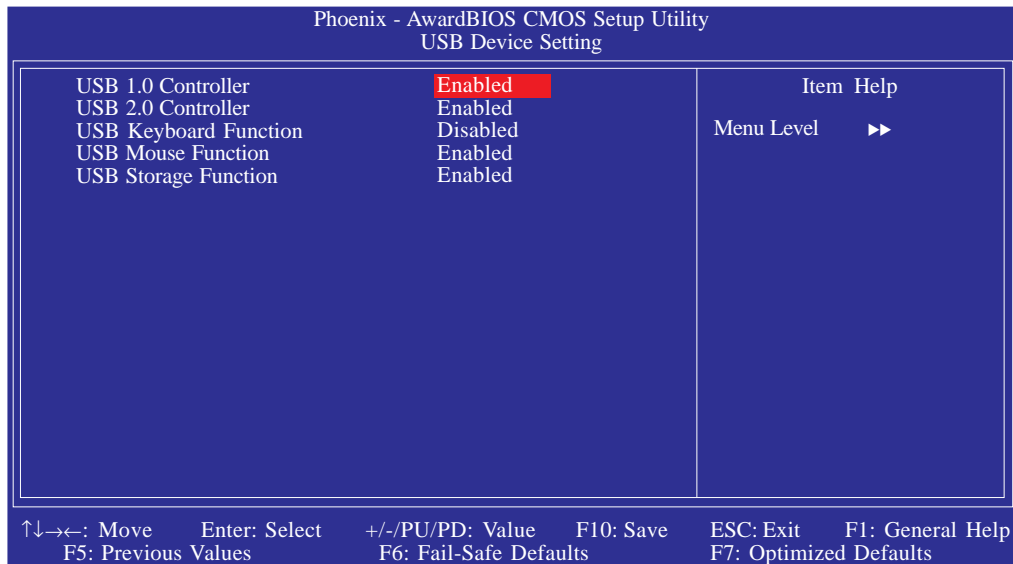 Phoenix - AwardBIOS CMOS Setup Utility
USB Device Setting
USB 1.0 Controller Enabled
USB 2.0 Controller Enabled
USB Keyboard Function Disabled
USB Mouse Function Enabled
USB Storage Function Enabled
Item Help
Menu Level ▶▶
↑↓→←: Move Enter: Select +/-/PU/PD: Value F10: Save ESC: Exit F1: General Help
F5: Previous Values F6: Fail-Safe Defaults F7: Optimized Defaults